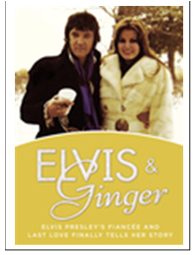 ELVIS &
Ginger
ELVIS PRESLEY'S FIANCÉE AND
LAST LOVE FINALLY TELLS HER STORY